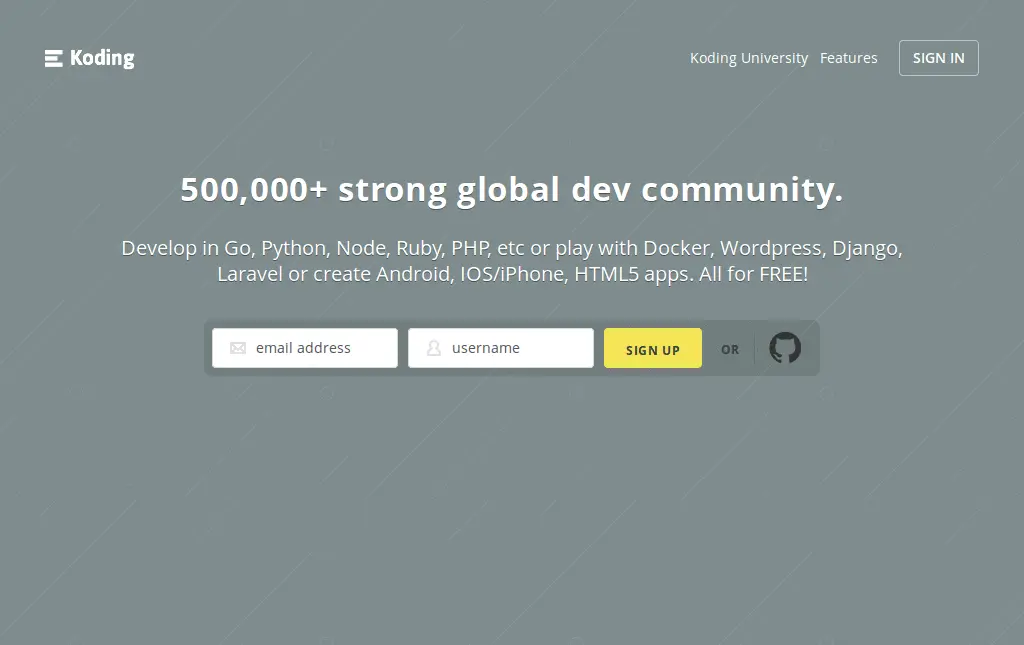 Koding
Koding University
Features
SIGN IN
500,000+ strong global dev community.
Develop in Go, Python, Node, Ruby, PHP, etc or play with Docker, Wordpress, Django,
Laravel or create Android, IOS/iPhone, HTML5 apps. All for FREE!
email address
username
SIGN UP
OR